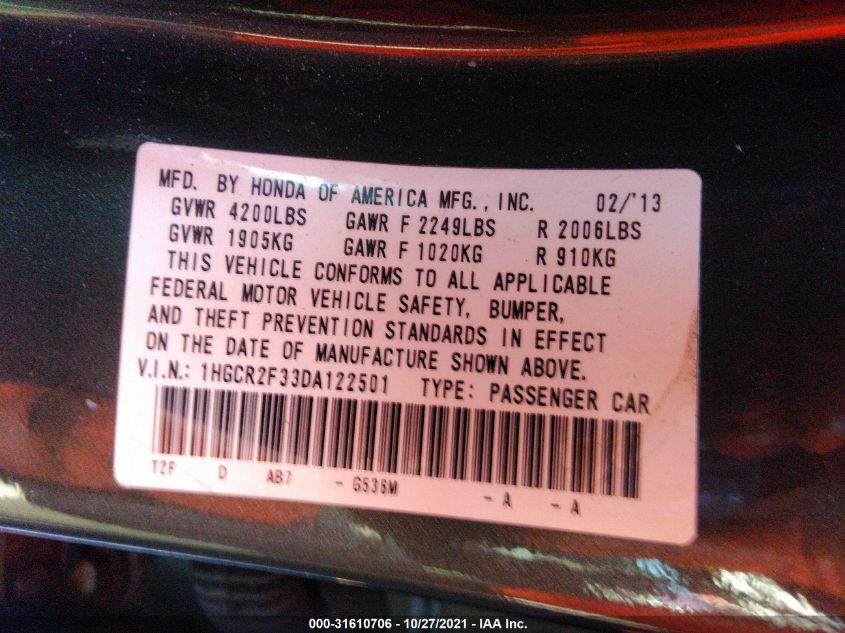 MFD. BY HONDA OF AMERICA MFG., INC. 02/'13
GVWR 4200LBS GAWR F 2249LBS R 2006LBS
GVWR 1905KG GAWR F 1020KG R 910KG
THIS VEHICLE CONFORMS TO ALL APPLICABLE
FEDERAL MOTOR VEHICLE SAFETY, BUMPER,
AND THEFT PREVENTION STANDARDS IN EFFECT
ON THE DATE OF MANUFACTURE SHOWN ABOVE.
V.I.N.: 1HGCR2F33DA122501 TYPE: PASSENGER CAR
T2F D AB7 - G536M - A - A
000-31610706 - 10/27/2021 - IAA Inc.